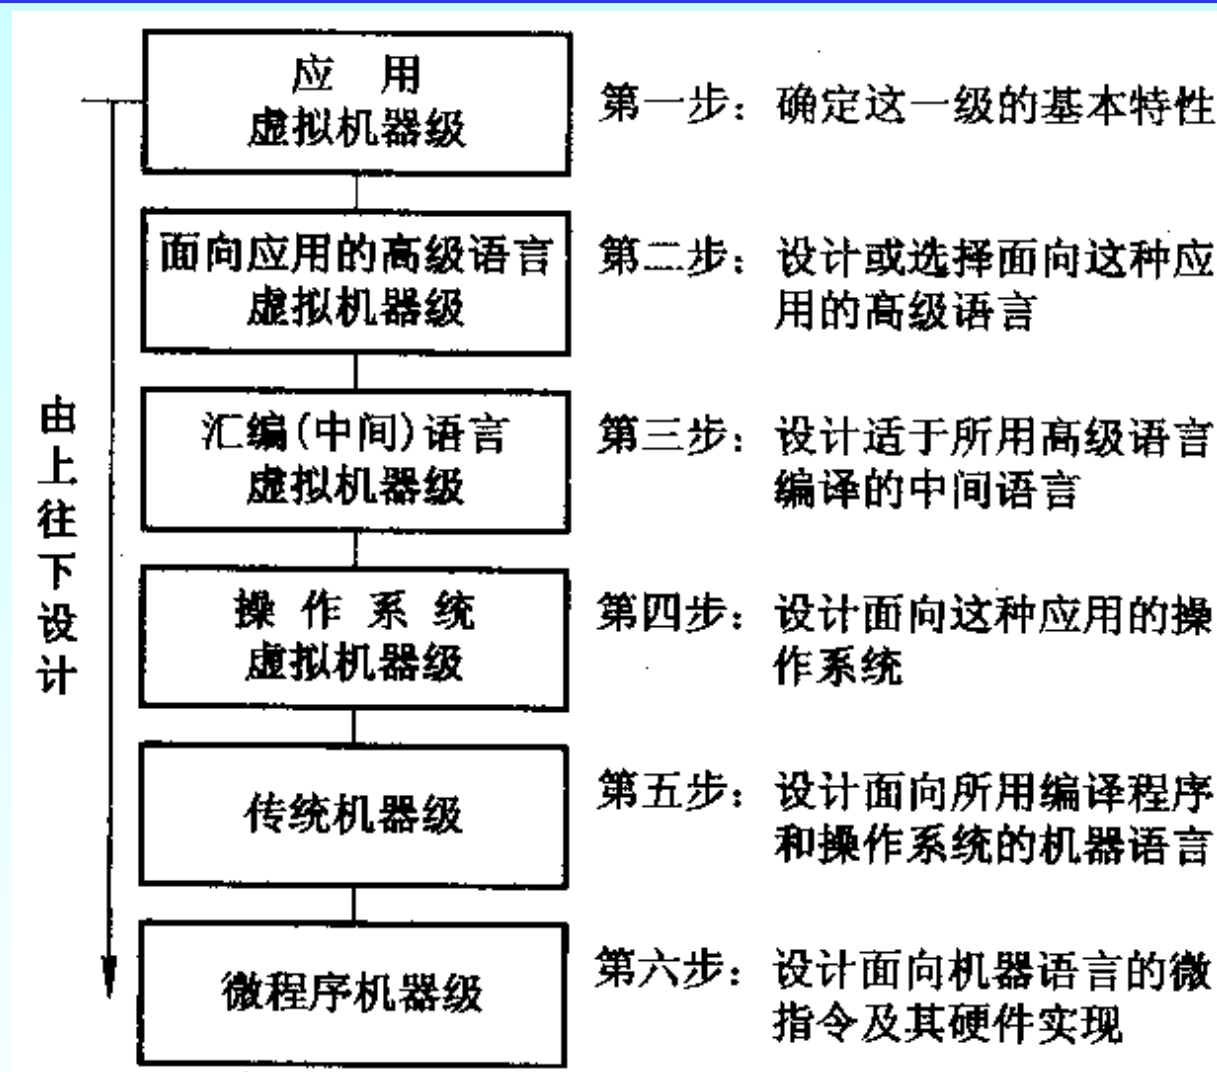 应 用
虚拟机器级
第一步：确定这一级的基本特性
面向应用的高级语言
虚拟机器级
第二步：设计或选择面向这种应
用的高级语言
汇编(中间)语言
虚拟机器级
第三步：设计适于所用高级语言
编译的中间语言
由上往下设计
操 作 系 统
虚拟机器级
第四步：设计面向这种应用的操
作系统
传统机器级
第五步：设计面向所用编译程序
和操作系统的机器语言
微程序机器级
第六步：设计面向机器语言的微
指令及其硬件实现